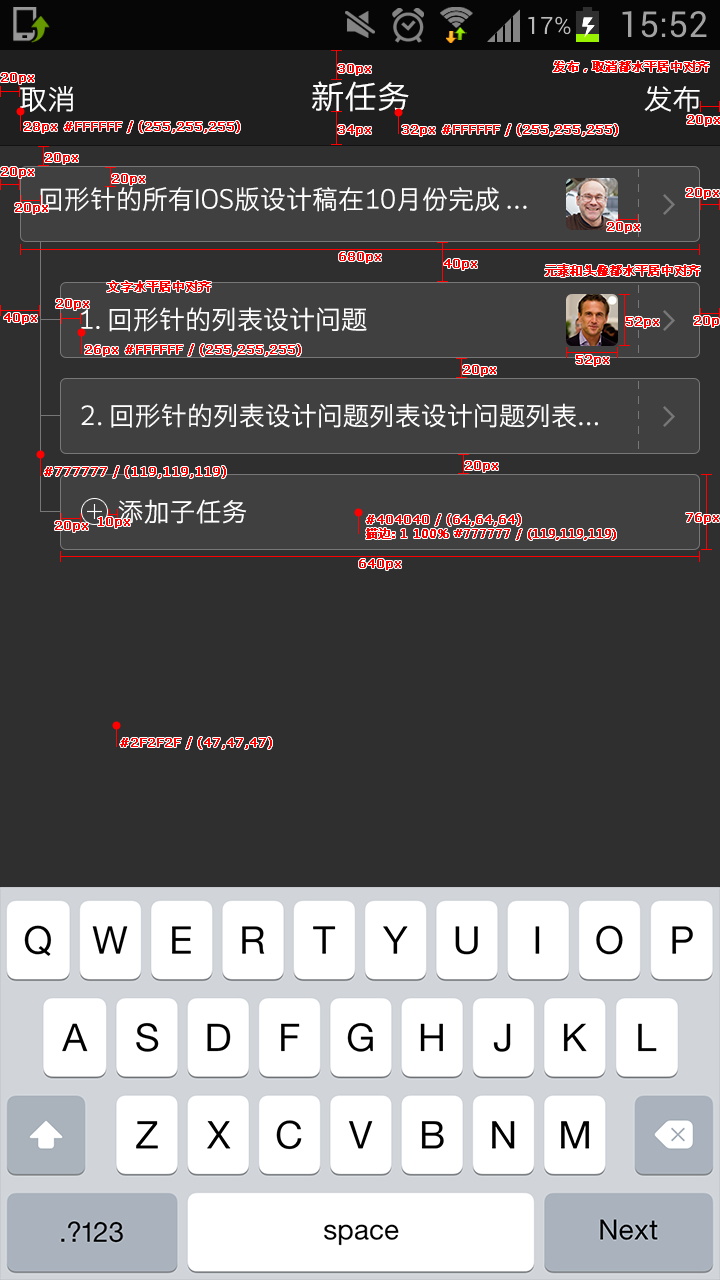 17% 15:52
30px
发布，取消都水平居中对齐
20px
取消
新任务
发布
20px
28px #FFFFFF / (255,255,255)
34px
32px #FFFFFF / (255,255,255)
20px
20px
20px
20px
20px
回形针的所有IOS版设计稿在10月份完成 ...
20px
20px
680px
40px
元素和头像都水平居中对齐
文字水平居中对齐
20px
40px
1. 回形针的列表设计问题
52px
20p
26px #FFFFFF / (255,255,255)
52px
20px
2. 回形针的列表设计问题列表设计问题列表...
20px
#777777 / (119,119,119)
添加子任务
20px
10px
#404040 / (64,64,64)
描边: 1 100% #777777 / (119,119,119)
76px
640px
#2F2F2F / (47,47,47)
Q W E R T Y U I O P
A S D F G H J K L
Z X C V B N M
.?123 space Next